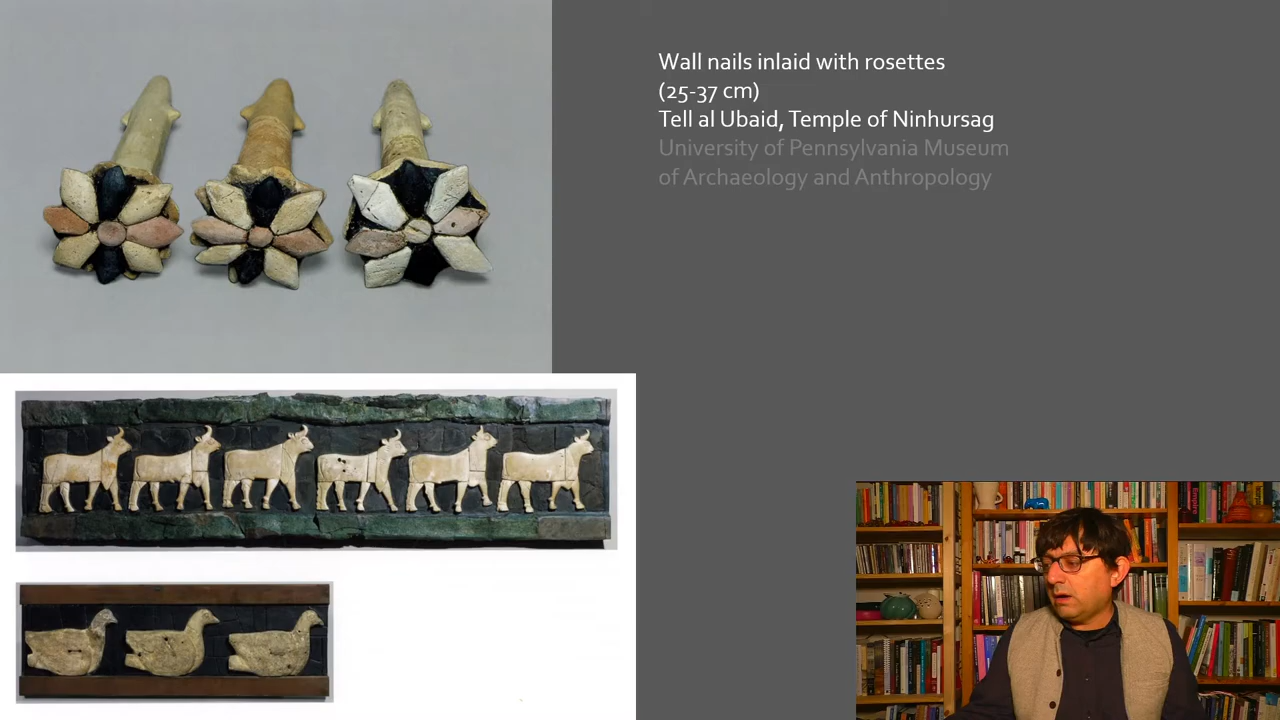 Wall nails inlaid with rosettes
(25-37 cm)
Tell al Ubaid, Temple of Ninhursag
University of Pennsylvania Museum
of Archaeology and Anthropology